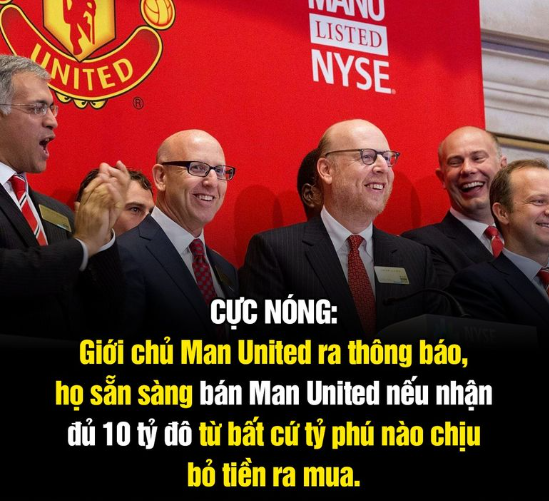 UNITED
®
MANU
LISTED
NYSE.
CỰC NÓNG:
Giới chủ Man United ra thông báo,
họ sẵn sàng bán Man United nếu nhận
đủ 10 tỷ đô từ bất cứ tỷ phú nào chịu
bỏ tiền ra mua.